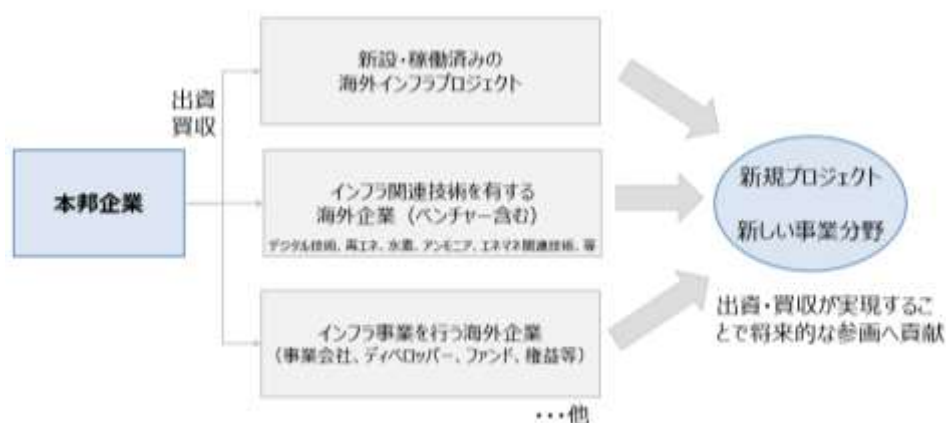 新設・稼働済みの
海外インフラプロジェクト
出資
買収
本邦企業
インフラ関連技術を有する
海外企業（ベンチャー含む）
デジタル技術、再エネ、水素、アンモニア、エネマネ関連技術、等
インフラ事業を行う海外企業
（事業会社、ディベロッパー、ファンド、権益等）
・・・他
新規プロジェクト
新しい事業分野
出資・買収が実現するこ
とで将来的な参画へ貢献